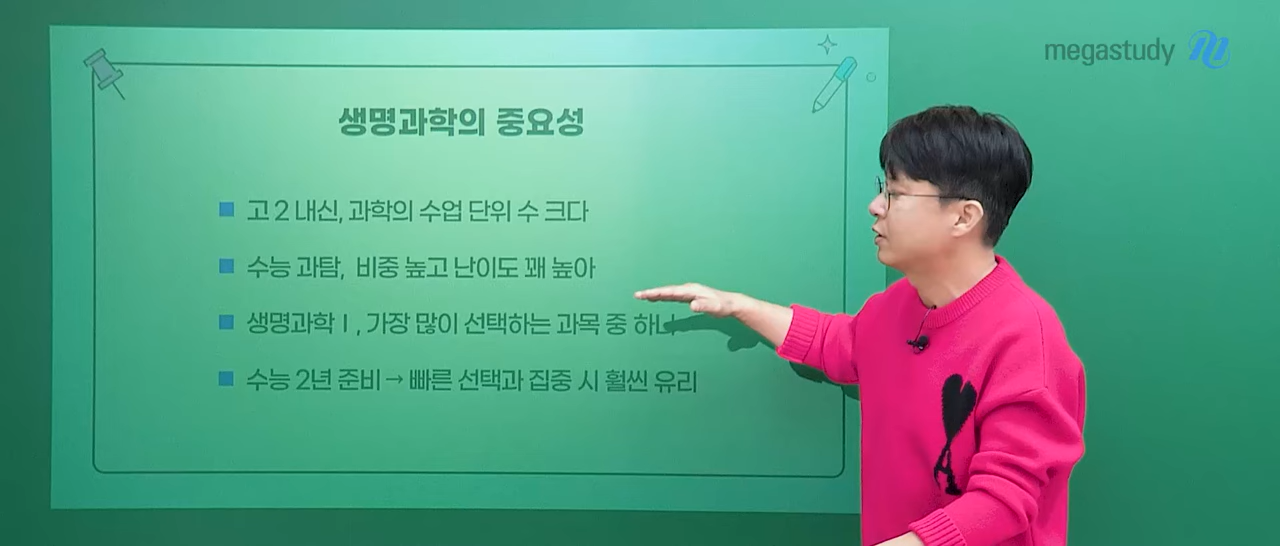 megastudy
생명과학의 중요성
고 2 내신, 과학의 수업 단위 수 크다
수능 과탐, 비중 높고 난이도 꽤 높아
생명과학Ⅰ, 가장 많이 선택하는 과목 중 하나
수능 2년 준비 → 빠른 선택과 집중 시 훨씬 유리